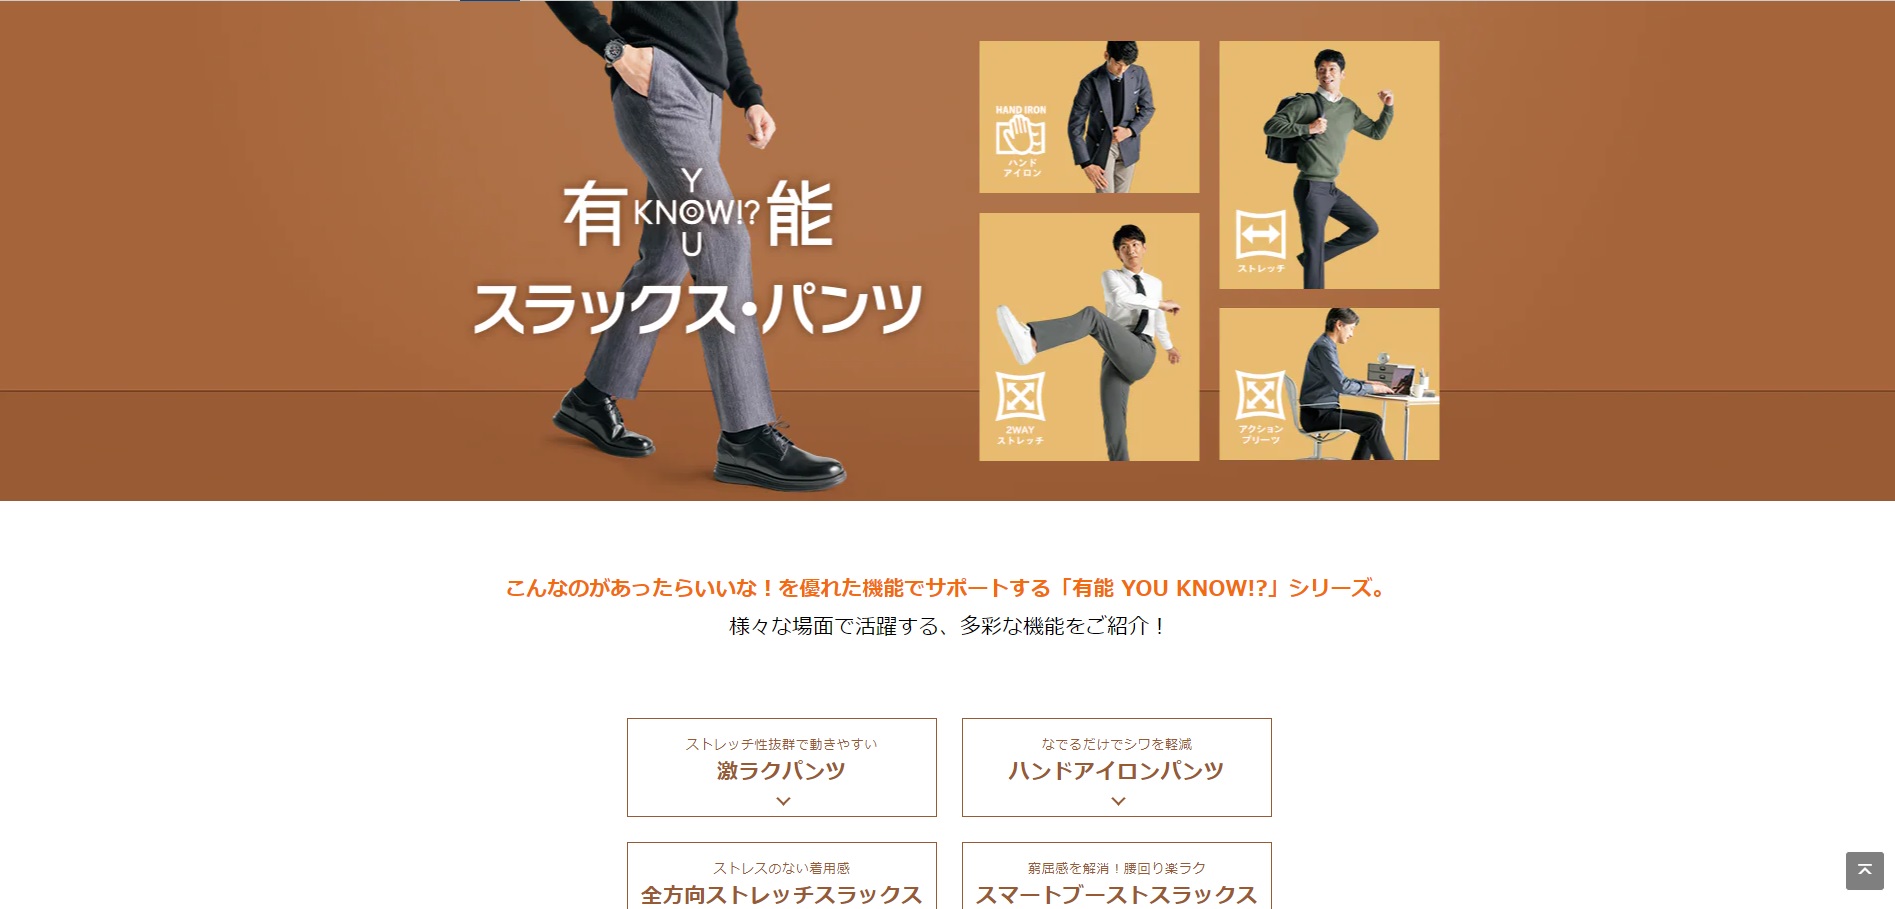 有 YOU KNOW!? 能
スラックス・パンツ
HAND IRON
ハンド
アイロン
ストレッチ
2WAY
ストレッチ
アクション
プリーツ
こんなのがあったらいいな！を優れた機能でサポートする「有能 YOU KNOW!?」シリーズ。
様々な場面で活躍する、多彩な機能をご紹介！
ストレッチ性抜群で動きやすい
激ラクパンツ
なでるだけでシワを軽減
ハンドアイロンパンツ
ストレスのない着用感
全方向ストレッチスラックス
窮屈感を解消！腰回り楽ラク
スマートブーストスラックス